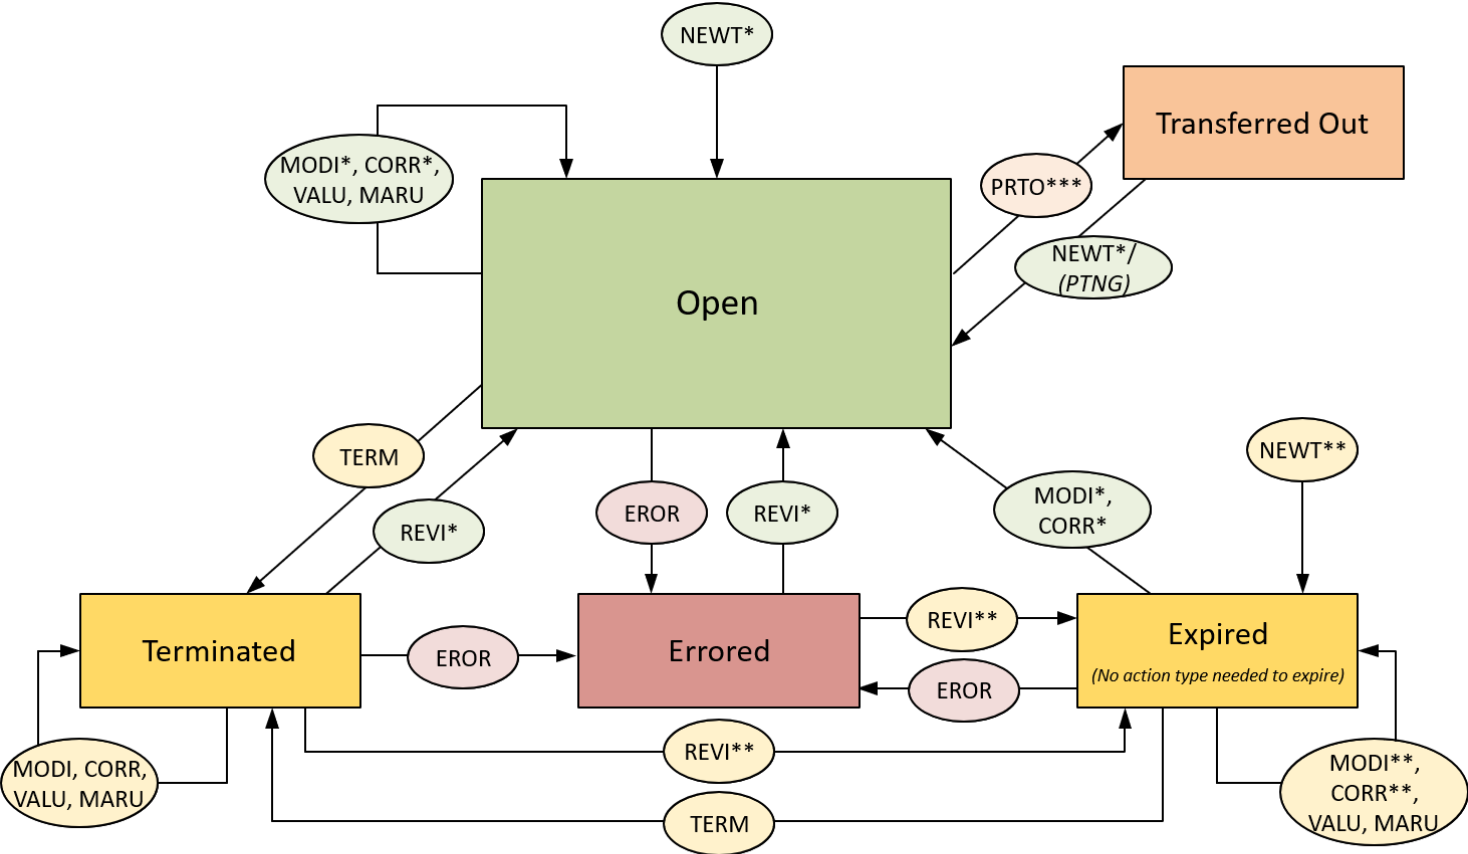 NEWT*
Transferred Out
MODI*, CORR*,
VALU, MARU
PRTO***
NEWT*/
(PTNG)
Open
TERM
REVI*
EROR
REVI*
MODI*,
CORR*
NEWT**
Terminated
EROR
Errored
REVI**
EROR
Expired
(No action type needed to expire)
MODI, CORR,
VALU, MARU
REVI**
TERM
MODI**,
CORR**,
VALU, MARU